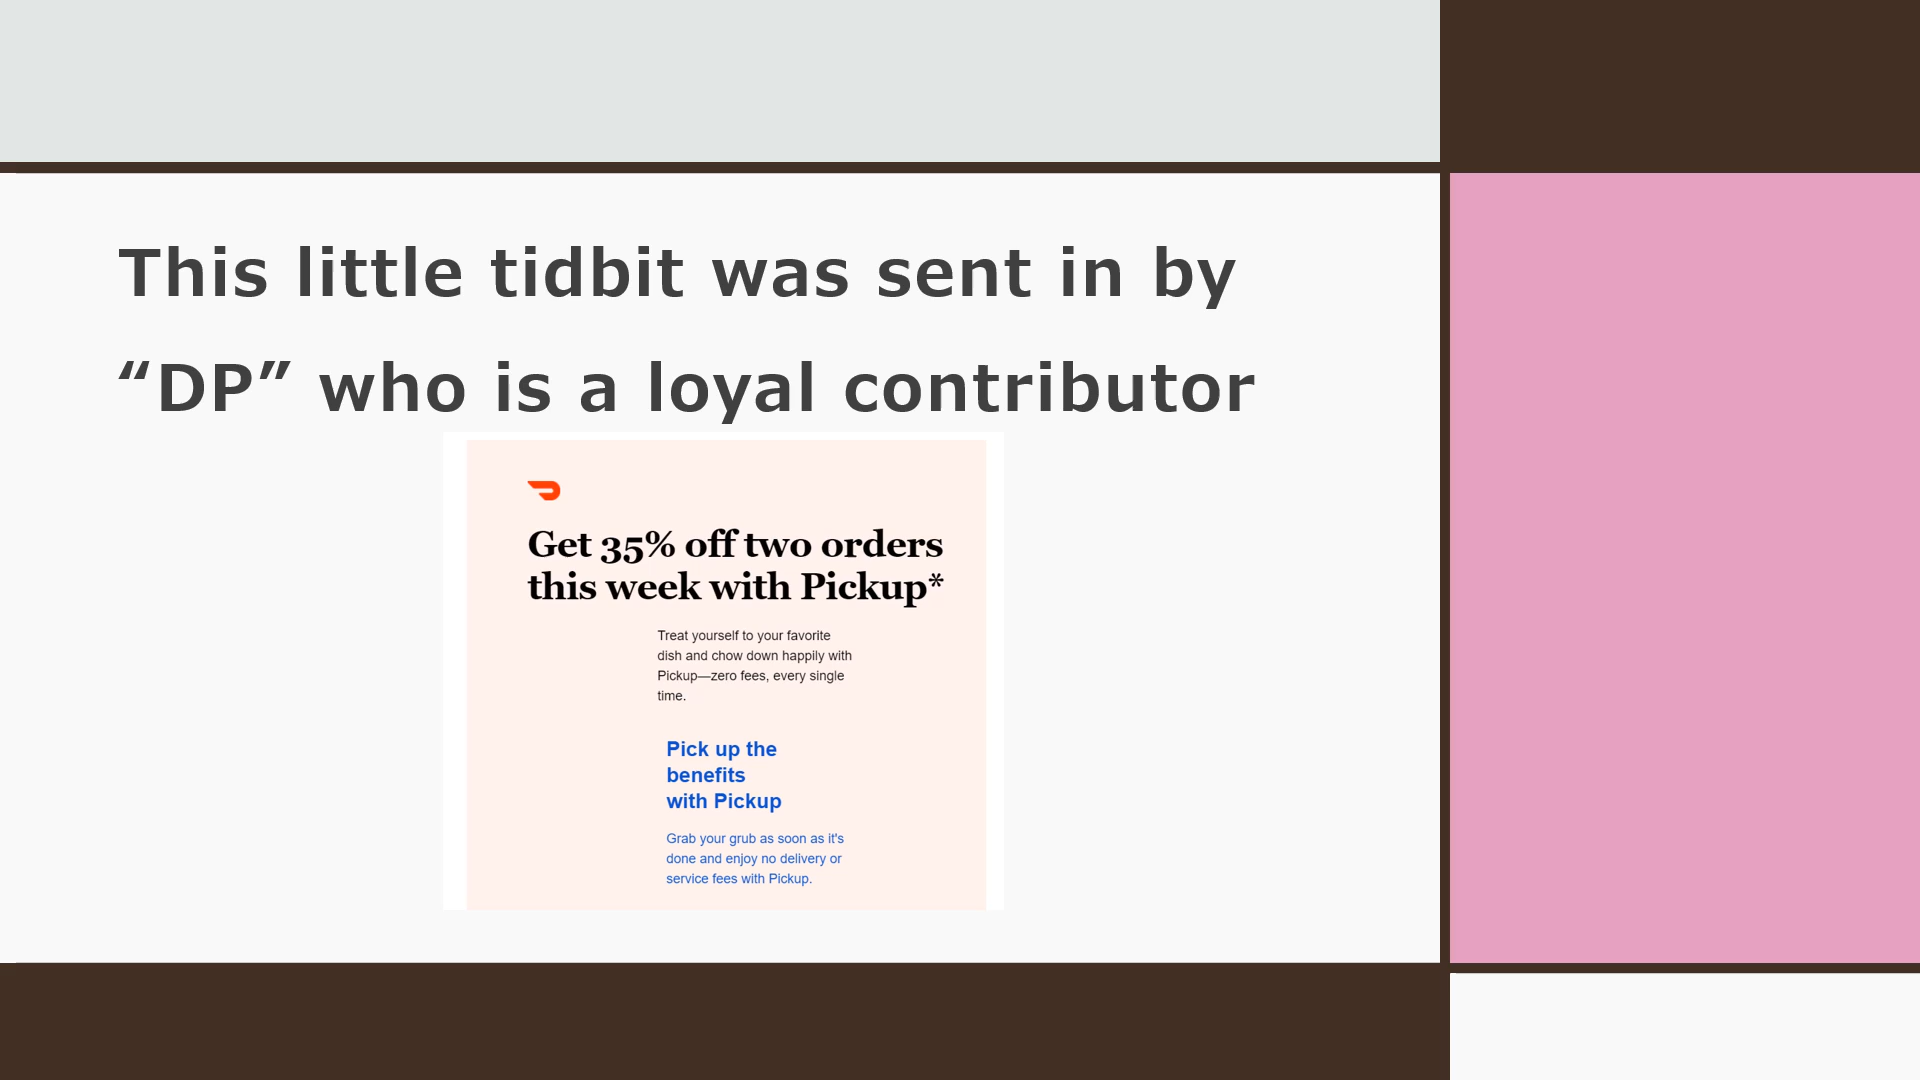 This little tidbit was sent in by
“DP” who is a loyal contributor
Get 35% off two orders
this week with Pickup*
Treat yourself to your favorite
dish and chow down happily with
Pickup—zero fees, every single
time.
Pick up the
benefits
with Pickup
Grab your grub as soon as it's
done and enjoy no delivery or
service fees with Pickup.